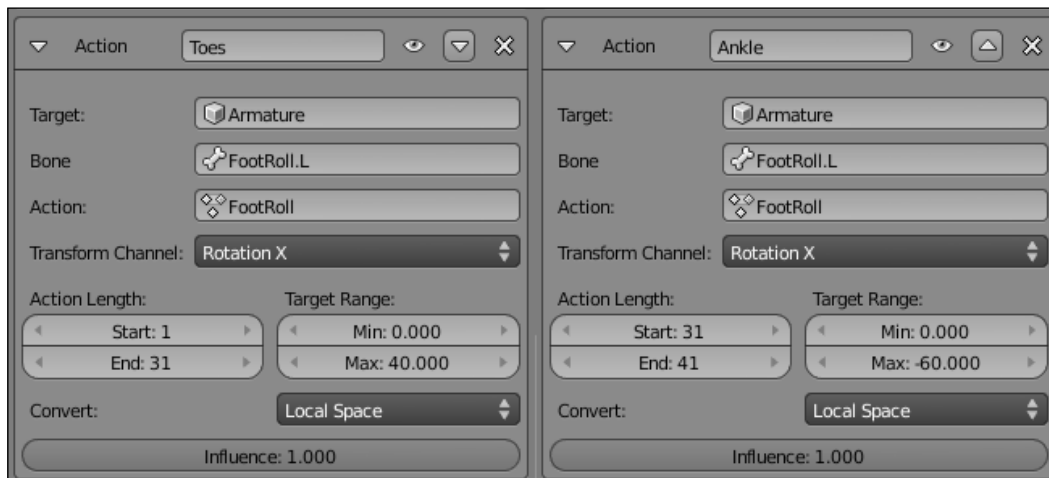 Action Toes
Target: Armature
Bone FootRoll.L
Action: FootRoll
Transform Channel: Rotation X
Action Length: Target Range:
Start: 1 Min: 0.000
End: 31 Max: 40.000
Convert: Local Space
Influence: 1.000
Action Ankle
Target: Armature
Bone FootRoll.L
Action: FootRoll
Transform Channel: Rotation X
Action Length: Target Range:
Start: 31 Min: 0.000
End: 41 Max: -60.000
Convert: Local Space
Influence: 1.000